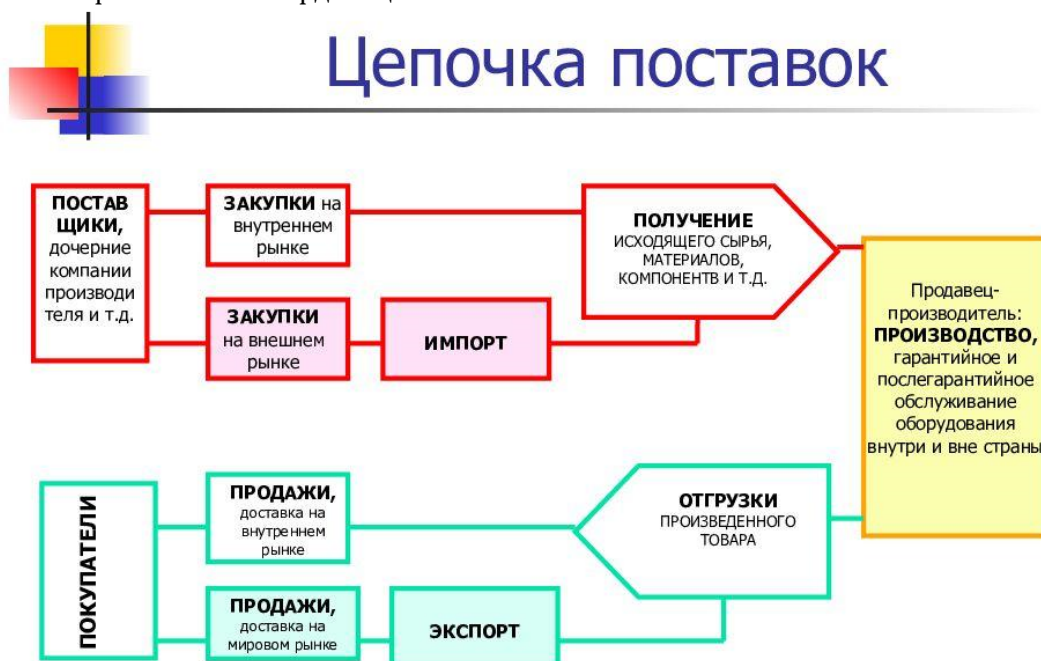 Цепочка поставок
ПОСТАВ
ЩИКИ,
дочерние
компании
производи
теля и т.д.
ЗАКУПКИ на
внутреннем
рынке
ЗАКУПКИ
на внешнем
рынке
ИМПОРТ
ПОЛУЧЕНИЕ
ИСХОДЯЩЕГО СЫРЬЯ,
МАТЕРИАЛОВ,
КОМПОНЕНТВ И Т.Д.
Продавец-
производитель:
ПРОИЗВОДСТВО,
гарантийное и
послегарантийное
обслуживание
оборудования
внутри и вне страны
ПОКУПАТЕЛИ
ПРОДАЖИ,
доставка на
внутреннем
рынке
ПРОДАЖИ,
доставка на
мировом рынке
ЭКСПОРТ
ОТГРУЗКИ
ПРОИЗВЕДЕННОГО
ТОВАРА